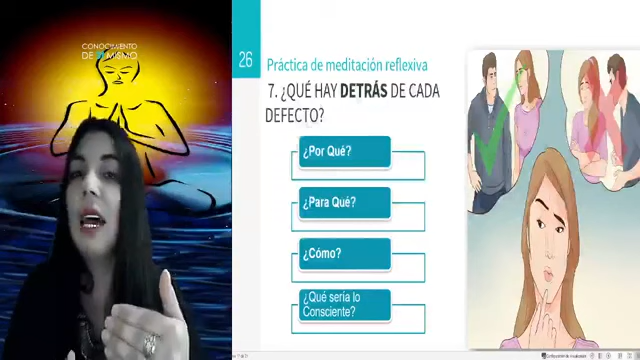 CONOCIMIENTO
DE TI MISMO
26
Práctica de meditación reflexiva
7. ¿QUÉ HAY DETRÁS DE CADA
DEFECTO?
¿Por Qué?
¿Para Qué?
¿Cómo?
¿Qué sería lo
Consciente?